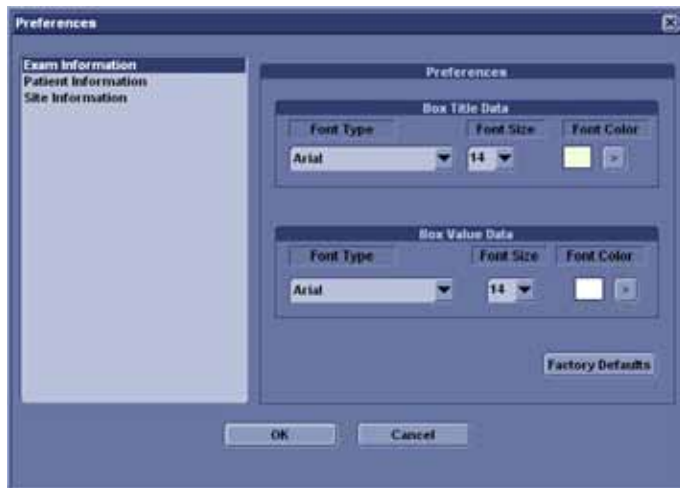 Preferences
Exam Information
Patient Information
Site Information
Preferences
Box Title Data
Font Type Font Size Font Color
Arial 14 >
Box Value Data
Font Type Font Size Font Color
Arial 14 >
Factory Defaults
OK Cancel